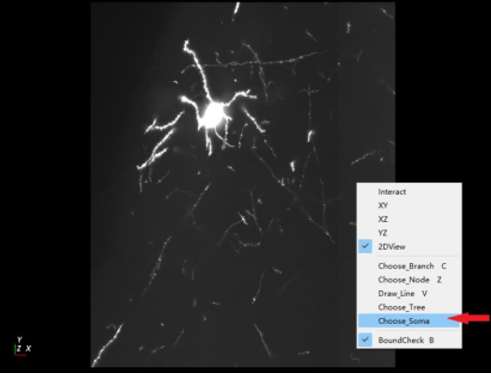 Interact
XY
XZ
YZ
2DView
Choose_Branch C
Choose_Node Z
Draw_Line V
Choose_Tree
Choose_Soma
BoundCheck B
Y
Z X